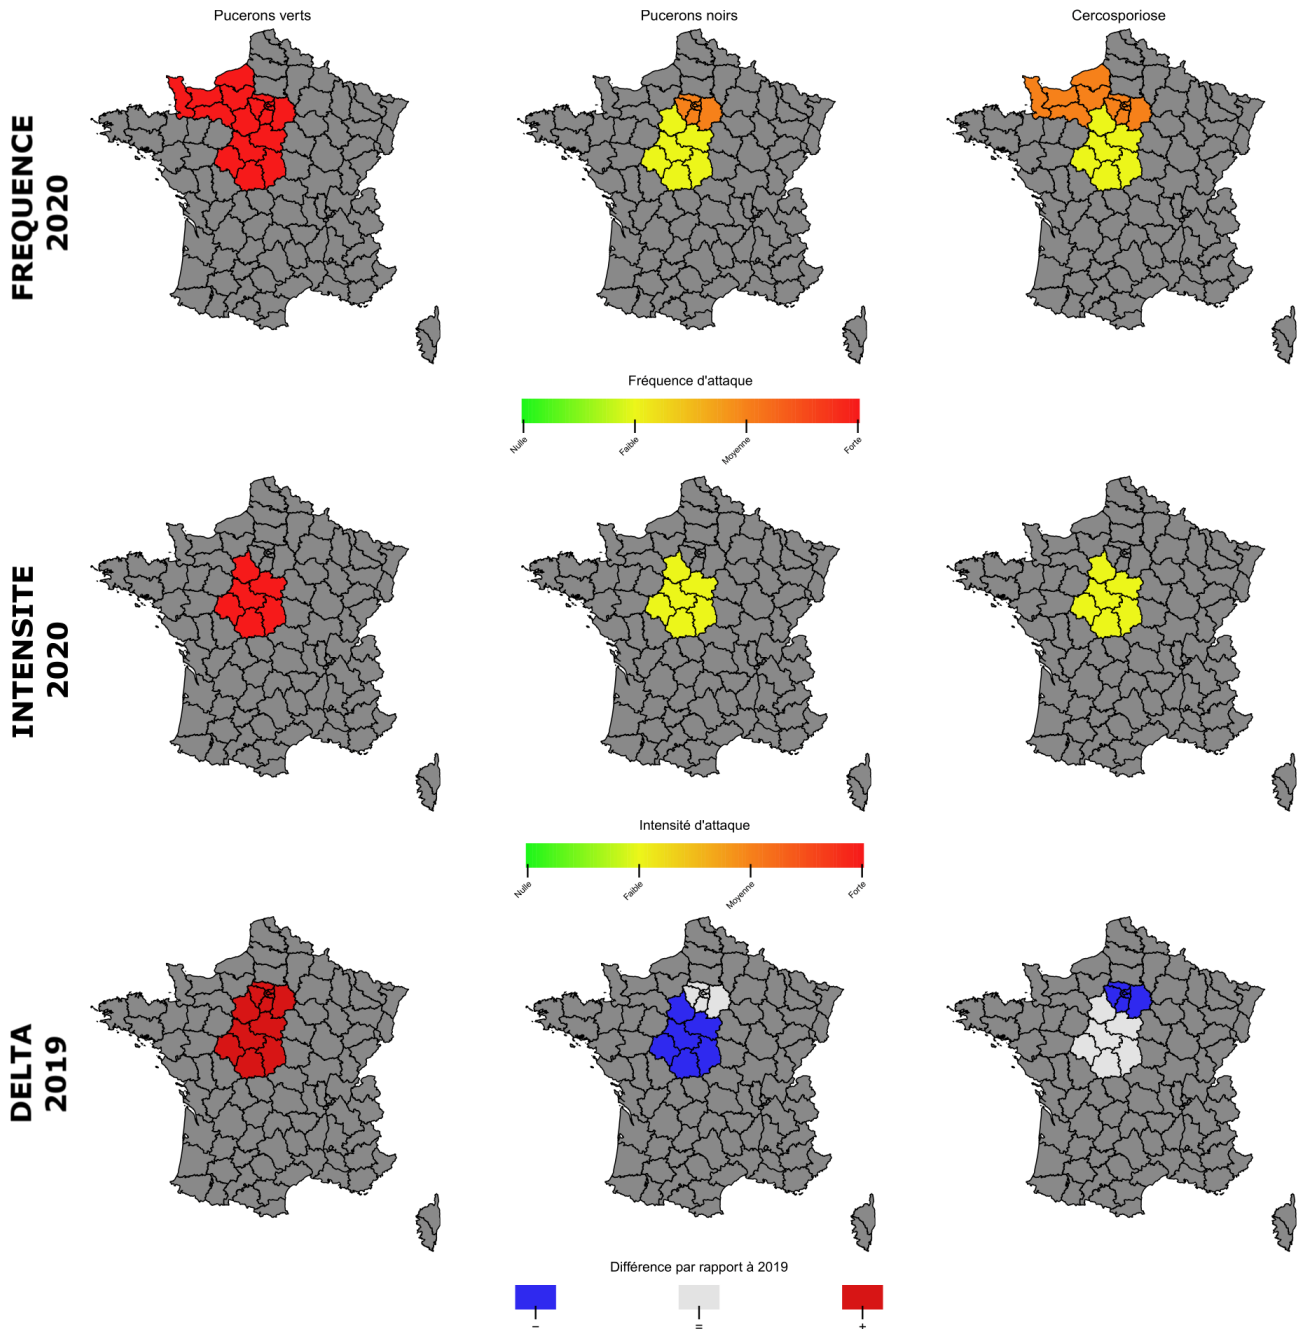 Pucerons verts
Pucerons noirs
Cercosporiose
FREQUENCE
2020
Fréquence d'attaque
Nulle
Faible
Moyenne
Forte
INTENSITE
2020
Intensité d'attaque
Nulle
Faible
Moyenne
Forte
DELTA
2019
Différence par rapport à 2019
−
=
+